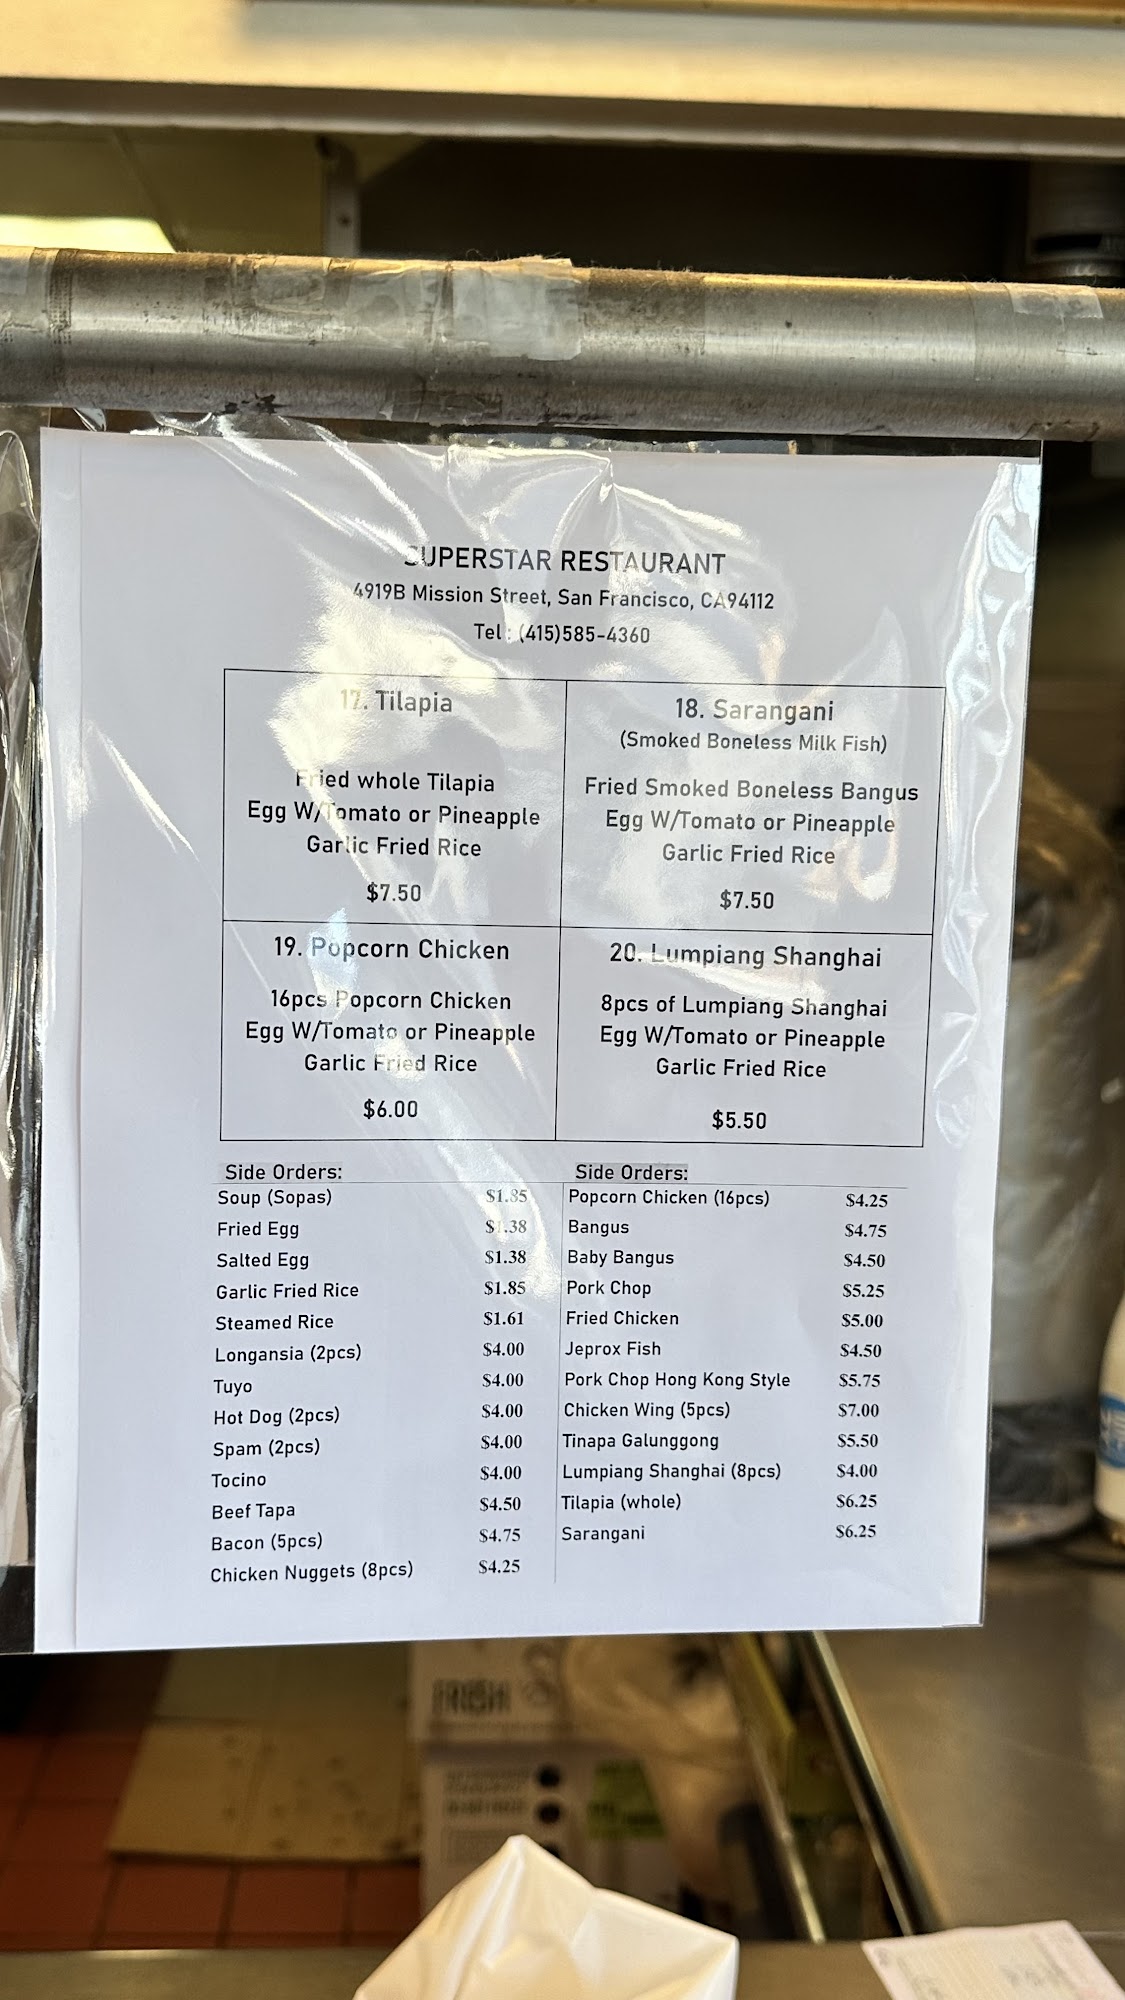 SUPERSTAR RESTAURANT
4919B Mission Street, San Francisco, CA94112
Tel : (415)585-4360
17. Tilapia
Fried whole Tilapia
Egg W/Tomato or Pineapple
Garlic Fried Rice
$7.50
18. Sarangani
(Smoked Boneless Milk Fish)
Fried Smoked Boneless Bangus
Egg W/Tomato or Pineapple
Garlic Fried Rice
$7.50
19. Popcorn Chicken
16pcs Popcorn Chicken
Egg W/Tomato or Pineapple
Garlic Fried Rice
$6.00
20. Lumpiang Shanghai
8pcs of Lumpiang Shanghai
Egg W/Tomato or Pineapple
Garlic Fried Rice
$5.50
Side Orders:
Soup (Sopas) $1.85
Fried Egg $1.38
Salted Egg $1.38
Garlic Fried Rice $1.85
Steamed Rice $1.61
Longansia (2pcs) $4.00
Tuyo $4.00
Hot Dog (2pcs) $4.00
Spam (2pcs) $4.00
Tocino $4.00
Beef Tapa $4.50
Bacon (5pcs) $4.75
Chicken Nuggets (8pcs) $4.25
Side Orders:
Popcorn Chicken (16pcs) $4.25
Bangus $4.75
Baby Bangus $4.50
Pork Chop $5.25
Fried Chicken $5.00
Jeprox Fish $4.50
Pork Chop Hong Kong Style $5.75
Chicken Wing (5pcs) $7.00
Tinapa Galunggong $5.50
Lumpiang Shanghai (8pcs) $4.00
Tilapia (whole) $6.25
Sarangani $6.25